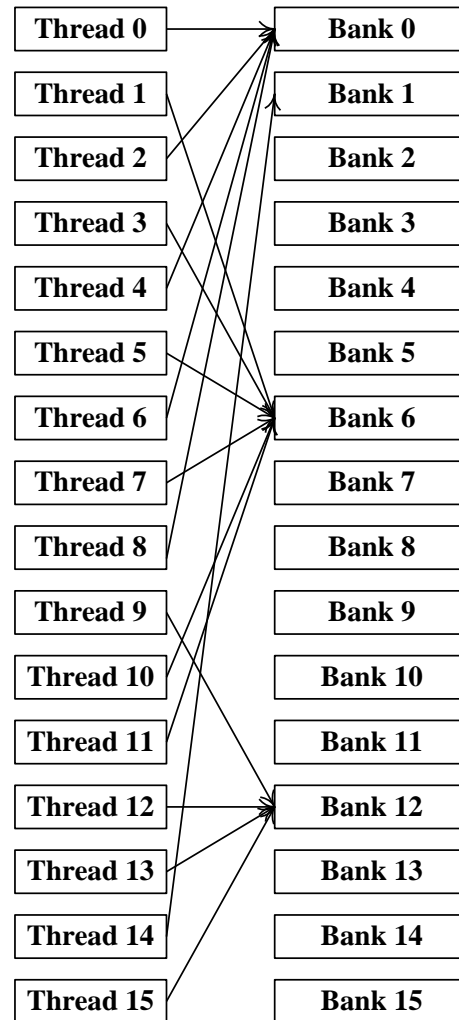 Thread 0 Bank 0
Thread 1 Bank 1
Thread 2 Bank 2
Thread 3 Bank 3
Thread 4 Bank 4
Thread 5 Bank 5
Thread 6 Bank 6
Thread 7 Bank 7
Thread 8 Bank 8
Thread 9 Bank 9
Thread 10 Bank 10
Thread 11 Bank 11
Thread 12 Bank 12
Thread 13 Bank 13
Thread 14 Bank 14
Thread 15 Bank 15